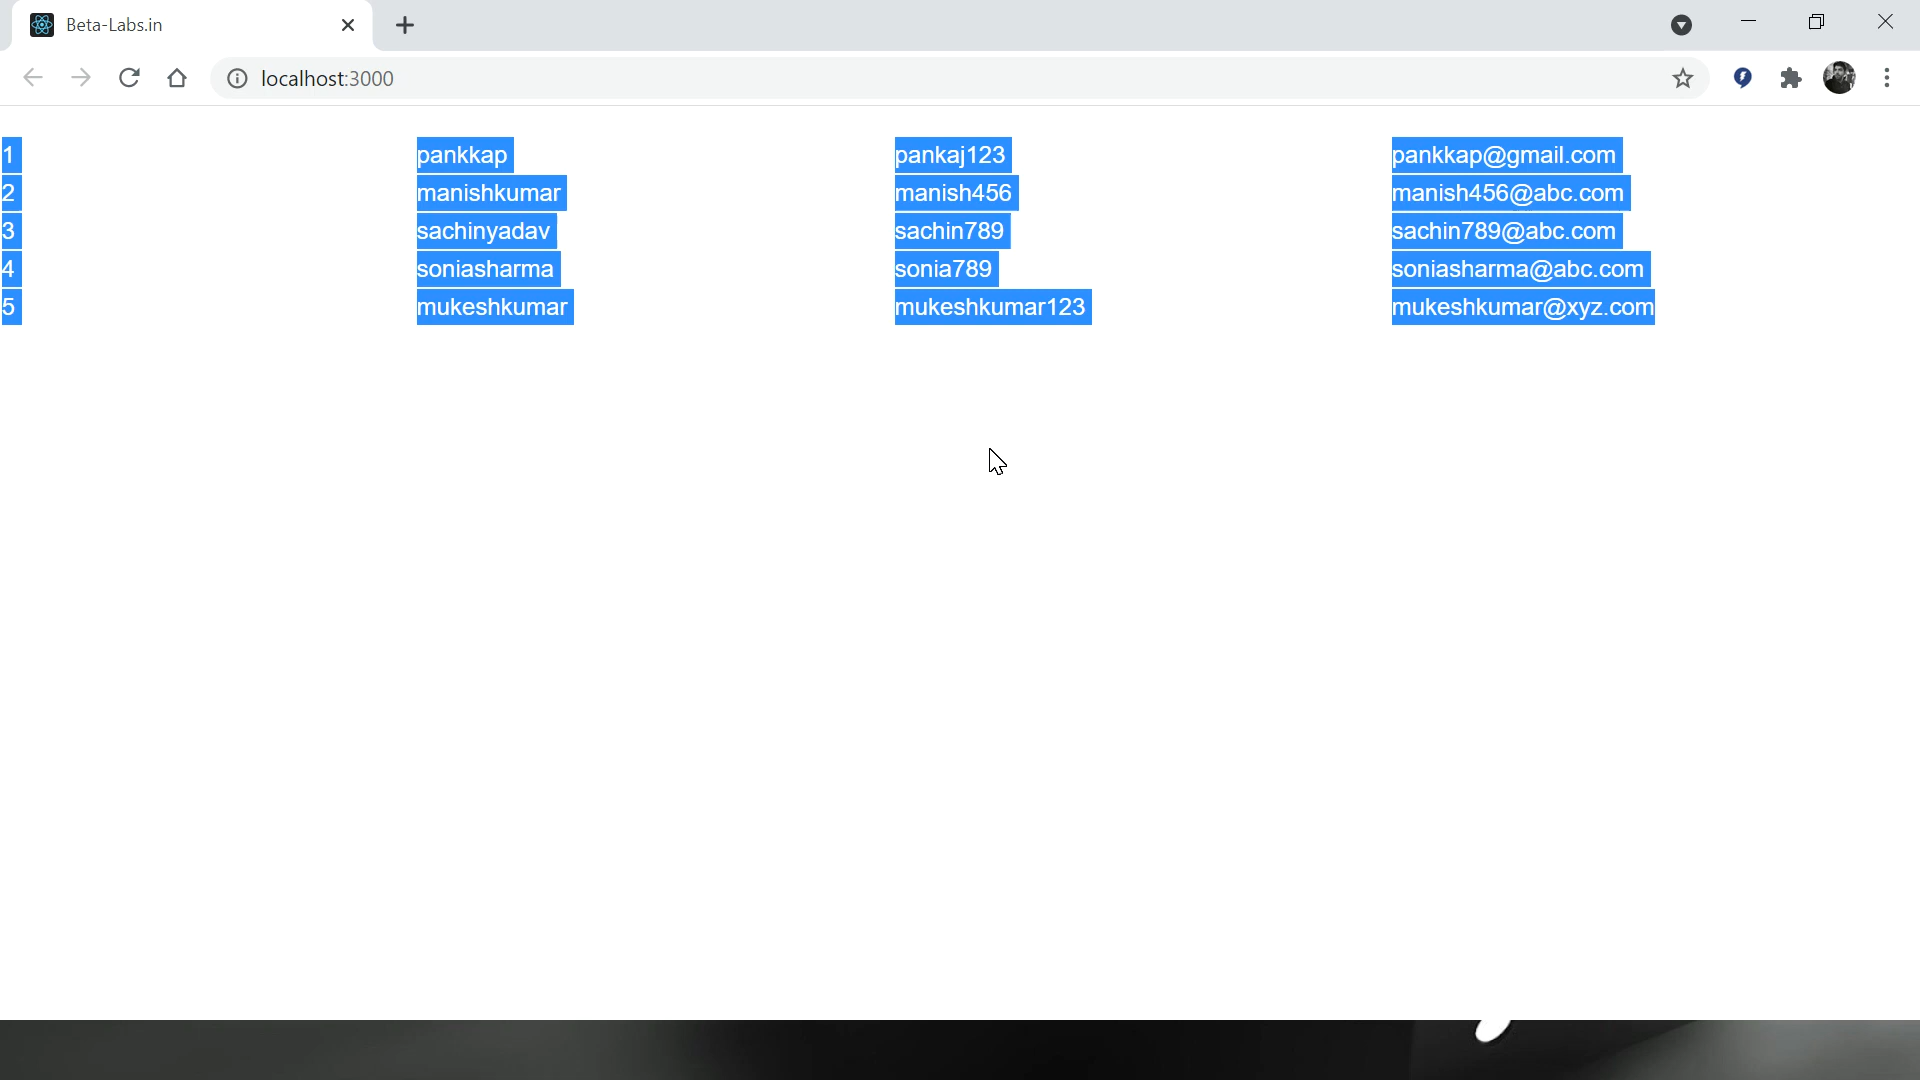 Beta-Labs.in
localhost:3000
1 pankkap pankaj123 pankkap@gmail.com
2 manishkumar manish456 manish456@abc.com
3 sachinyadav sachin789 sachin789@abc.com
4 soniasharma sonia789 soniasharma@abc.com
5 mukeshkumar mukeshkumar123 mukeshkumar@xyz.com